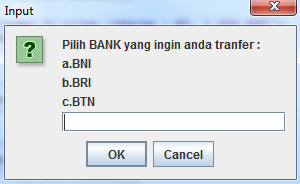 Input
Pilih BANK yang ingin anda tranfer :
a.BNI
b.BRI
c.BTN
OK
Cancel